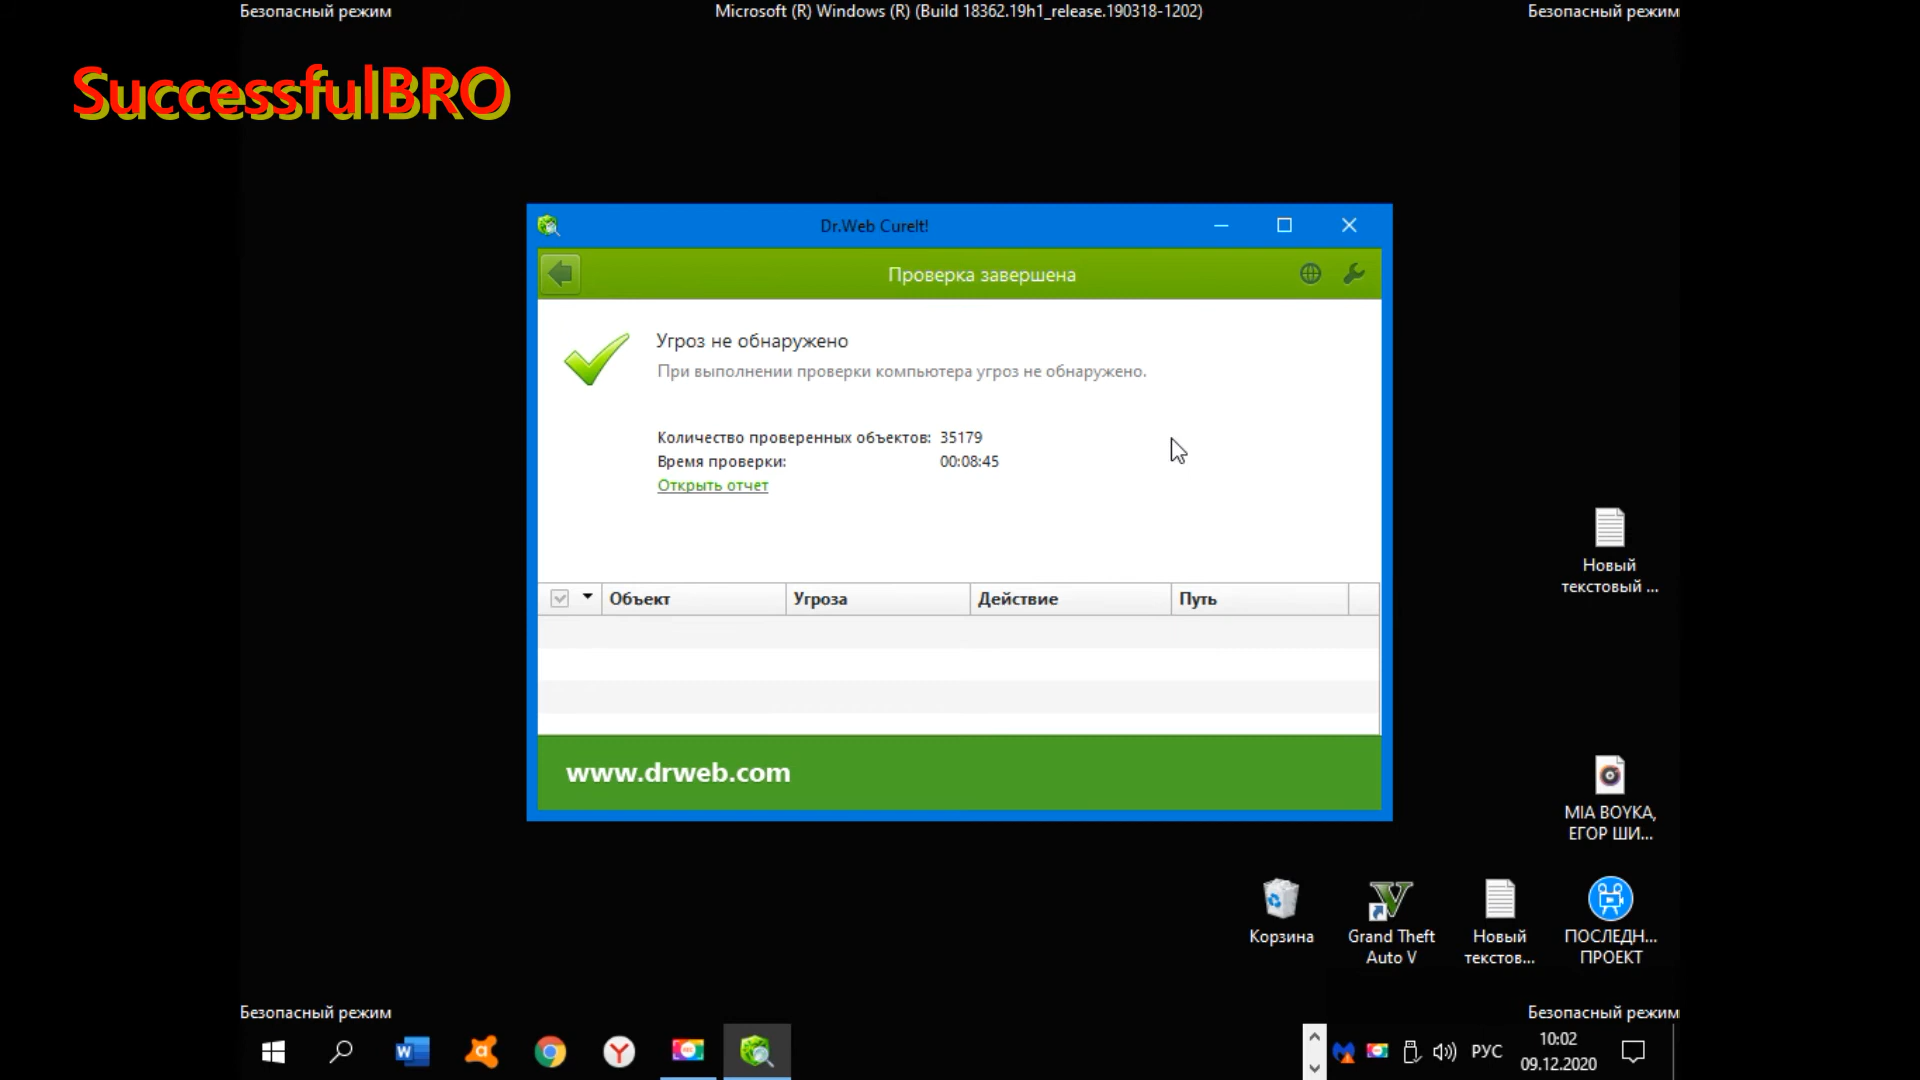 Безопасный режим
Microsoft (R) Windows (R) (Build 18362.19h1_release.190318-1202)
Безопасный режим
SuccessfulBRO
Dr.Web CureIt!
Проверка завершена
Угроз не обнаружено
При выполнении проверки компьютера угроз не обнаружено.
Количество проверенных объектов: 35179
Время проверки: 00:08:45
Открыть отчет
Объект Угроза Действие Путь
www.drweb.com
Новый
текстовый ...
MIA BOYKA,
ЕГОР ШИ...
Корзина
Grand Theft
Auto V
Новый
текстов...
ПОСЛЕДН...
ПРОЕКТ
Безопасный режим
Безопасный режим
РУС
10:02
09.12.2020